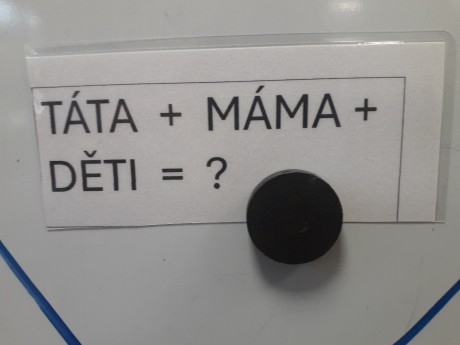 TÁTA + MÁMA +
DĚTI = ?